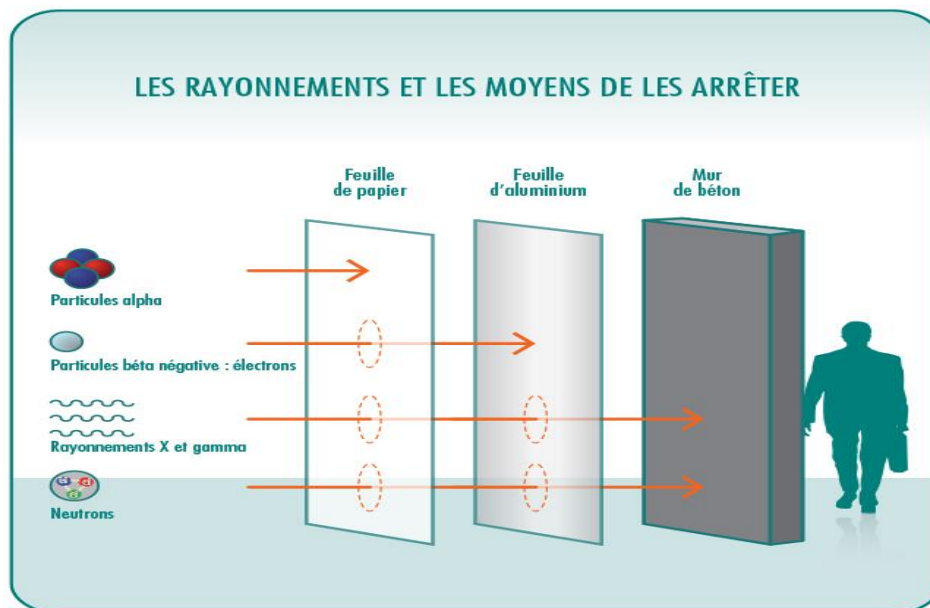 LES RAYONNEMENTS ET LES MOYENS DE LES ARRÊTER
Feuille
de papier
Feuille
d'aluminium
Mur
de béton
Particules alpha
Particules béta négative : électrons
Rayonnements X et gamma
Neutrons